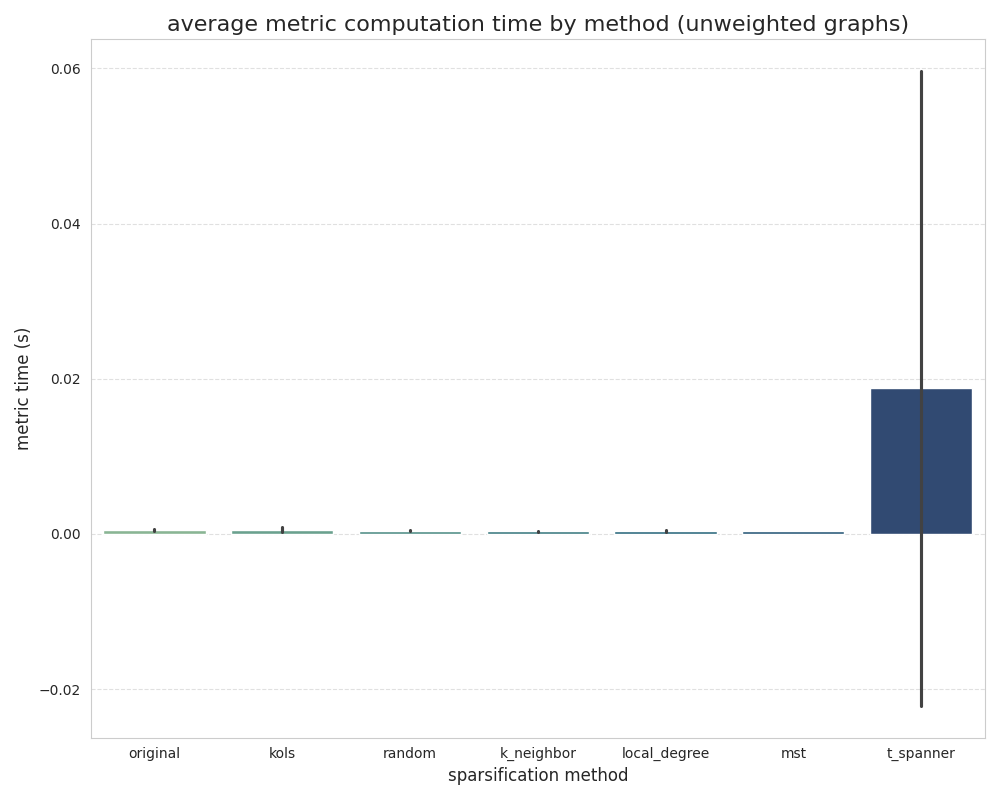 average metric computation time by method (unweighted graphs)
0.06
0.04
0.02
0.00
−0.02
metric time (s)
original kols random k_neighbor local_degree mst t_spanner
sparsification method